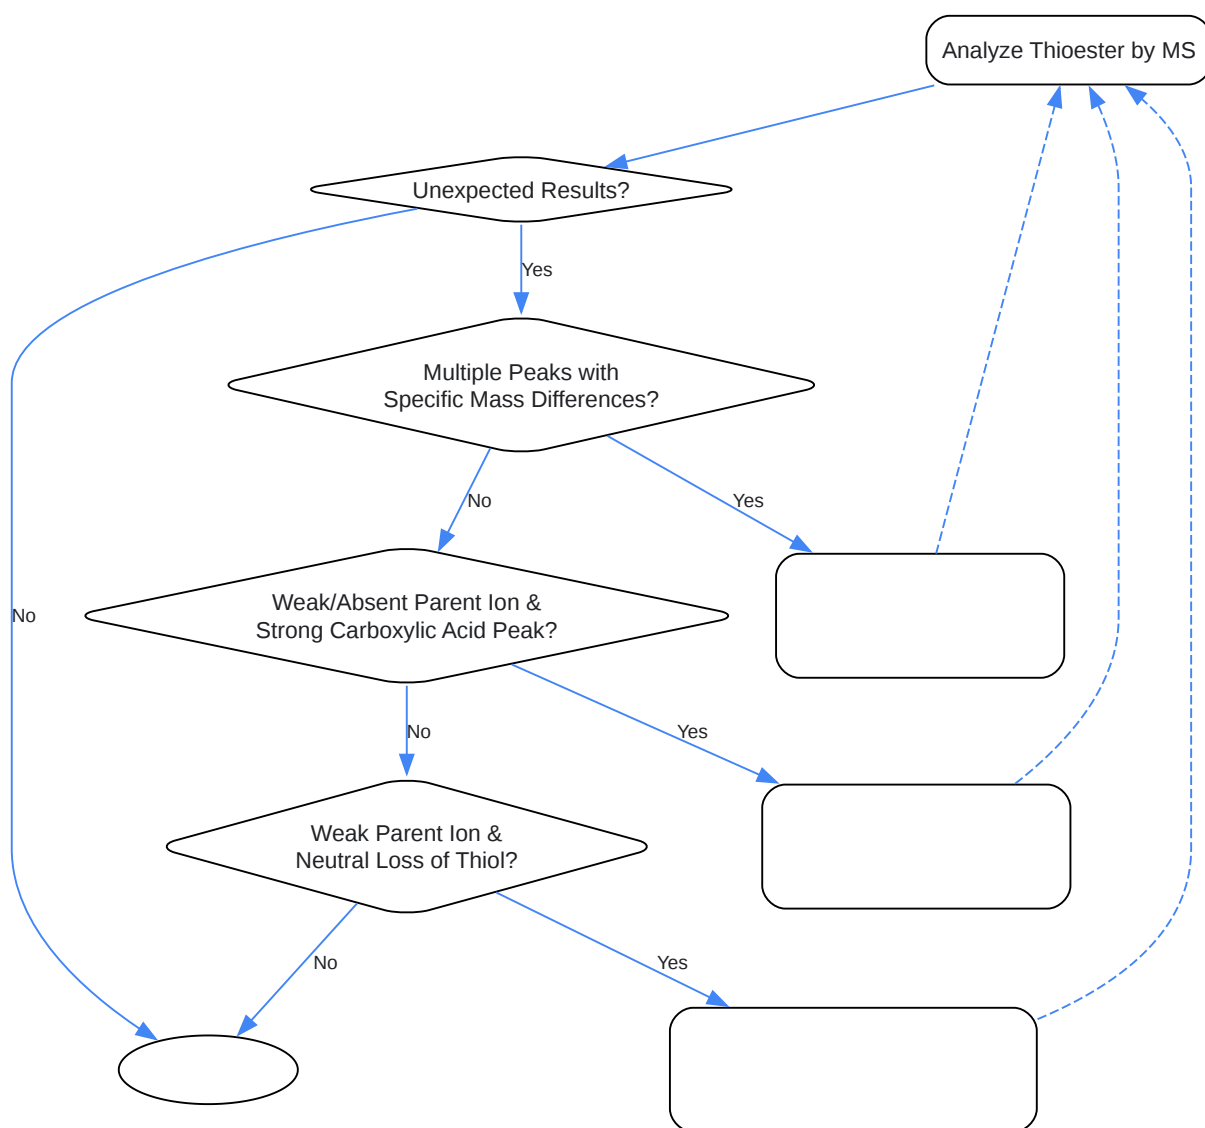 Analyze Thioester by MS
Unexpected Results?
Yes
Multiple Peaks with
Specific Mass Differences?
No
Yes
Weak/Absent Parent Ion &
Strong Carboxylic Acid Peak?
No
No
Yes
Weak Parent Ion &
Neutral Loss of Thiol?
No
Yes